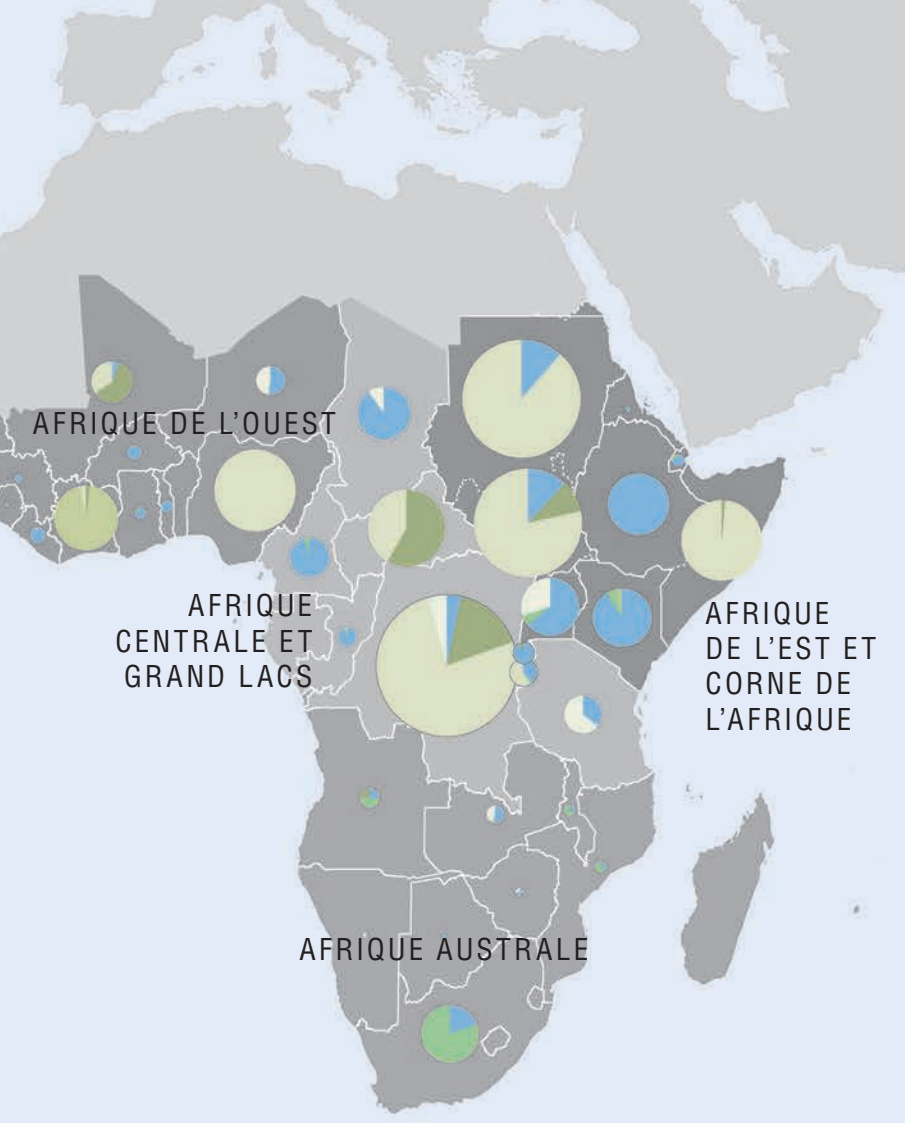 AFRIQUE DE L'OUEST
AFRIQUE
CENTRALE ET
GRAND LACS
AFRIQUE
DE L'EST ET
CORNE DE
L'AFRIQUE
AFRIQUE AUSTRALE